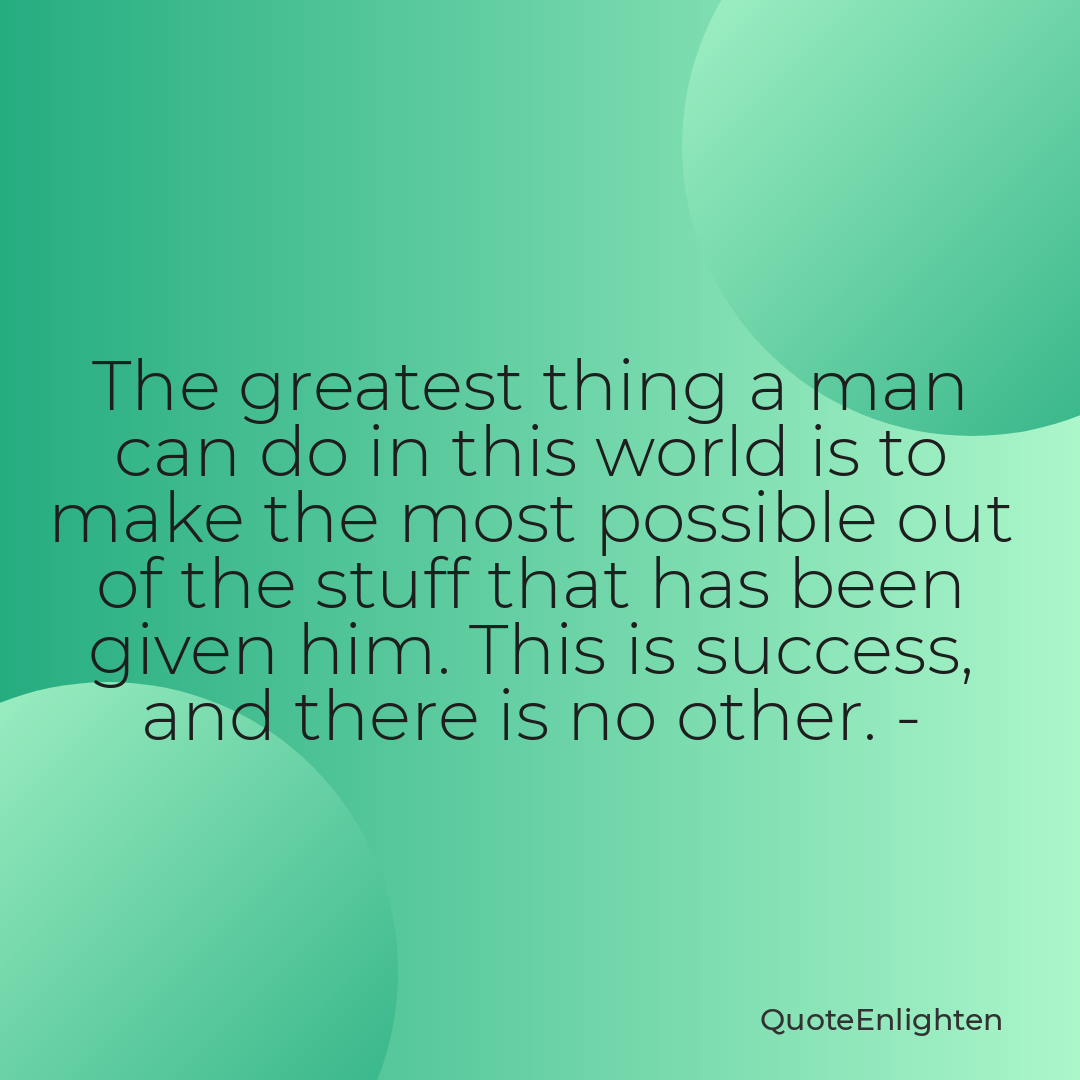 The greatest thing a man
can do in this world is to
make the most possible out
of the stuff that has been
given him. This is success,
and there is no other. -
QuoteEnlighten